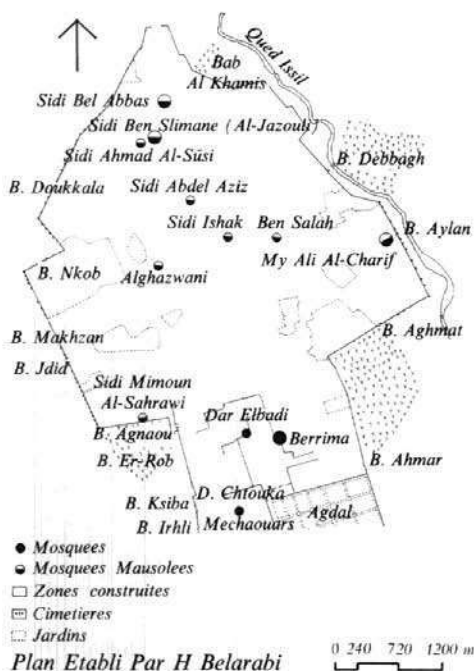 Qued Issil
Bab
Al Khamis
Sidi Bel Abbas
Sidi Ben Slimane (Al-Jazouli)
Sidi Ahmad Al-Sūsi
B. Debbagh
B. Doukkala
Sidi Abdel Aziz
Sidi Ishak
Ben Salah
B. Aylan
My Ali Al-Charif
B. Nkob
Alghazwani
B. Makhzan
B. Aghmat
B. Jdid
Sidi Mimoun
Al-Sahrawi
Dar Elbadi
B. Agnaou
Berrima
B. Er-Rob
B. Ahmar
B. Ksiba
D. Chtouka
Agdal
B. Irhli
Mechaouars
Mosquees
Mosquees Mausolees
Zones construites
Cimetieres
Jardins
Plan Etabli Par H Belarabi
0 240 720 1200 m